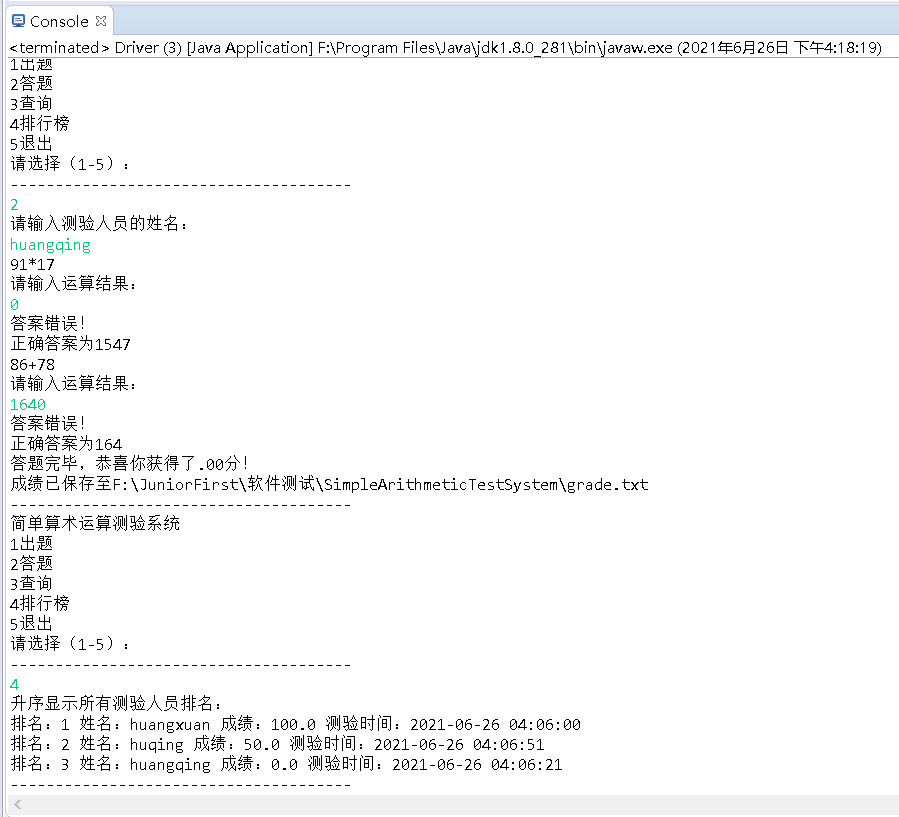 Console
<terminated> Driver (3) [Java Application] F:\Program Files\Java\jdk1.8.0_281\bin\javaw.exe (2021年6月26日 下午4:18:19)
1出题
2答题
3查询
4排行榜
5退出
请选择（1-5）：
--------------------------------------
2
请输入测验人员的姓名：
huangqing
91*17
请输入运算结果：
0
答案错误！
正确答案为1547
86+78
请输入运算结果：
1640
答案错误！
正确答案为164
答题完毕，恭喜你获得了.00分！
成绩已保存至F:\JuniorFirst\软件测试\SimpleArithmeticTestSystem\grade.txt
--------------------------------------
简单算术运算测验系统
1出题
2答题
3查询
4排行榜
5退出
请选择（1-5）：
--------------------------------------
4
升序显示所有测验人员排名：
排名：1 姓名：huangxuan 成绩：100.0 测验时间：2021-06-26 04:06:00
排名：2 姓名：huqing 成绩：50.0 测验时间：2021-06-26 04:06:51
排名：3 姓名：huangqing 成绩：0.0 测验时间：2021-06-26 04:06:21
--------------------------------------